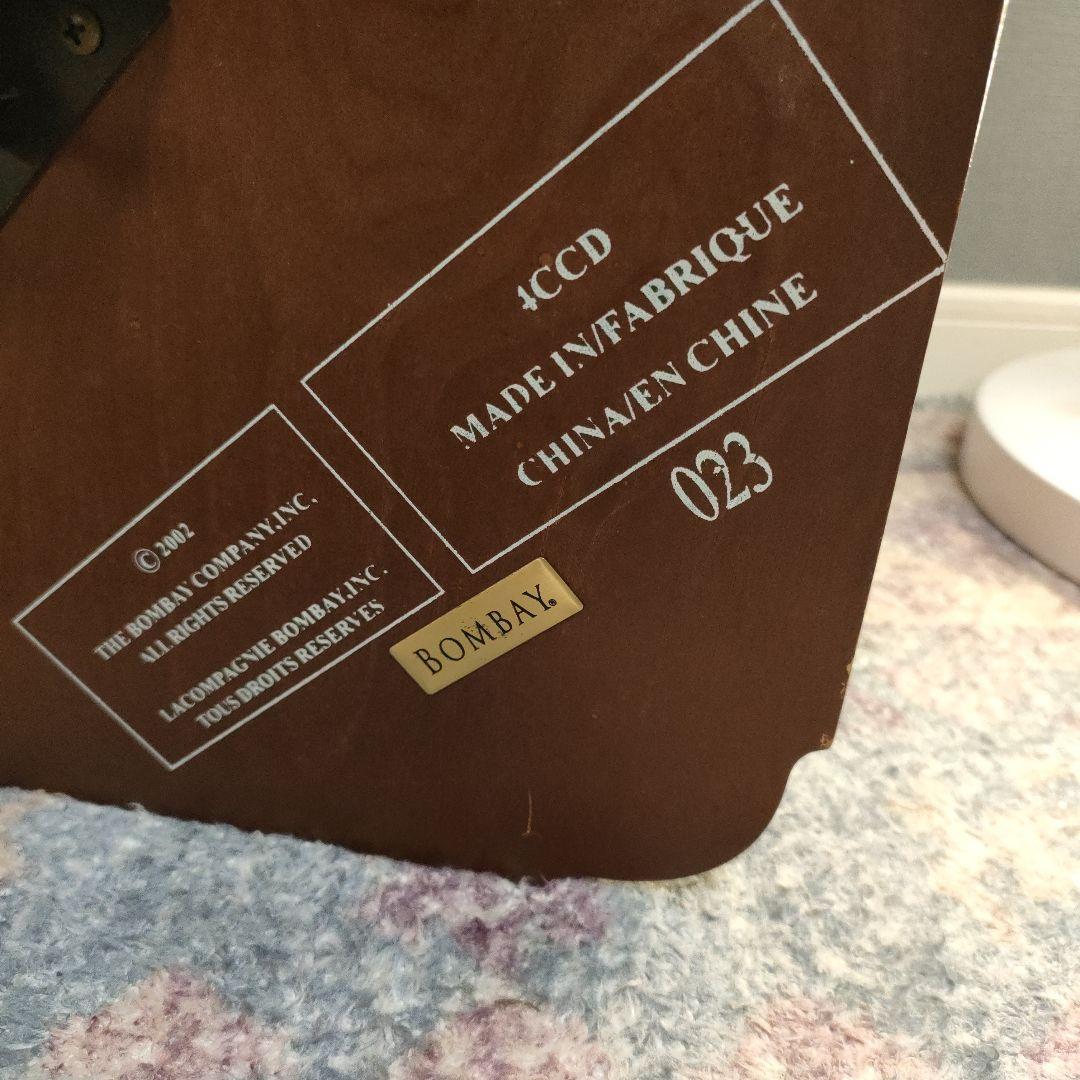 4CCD
MADE IN/FABRIQUE
CHINA/EN CHINE
023
© 2002
THE BOMBAY COMPANY,INC.
ALL RIGHTS RESERVED
LACOMPAGNIE BOMBAY,INC.
TOUS DROITS RESERVES
BOMBAY®